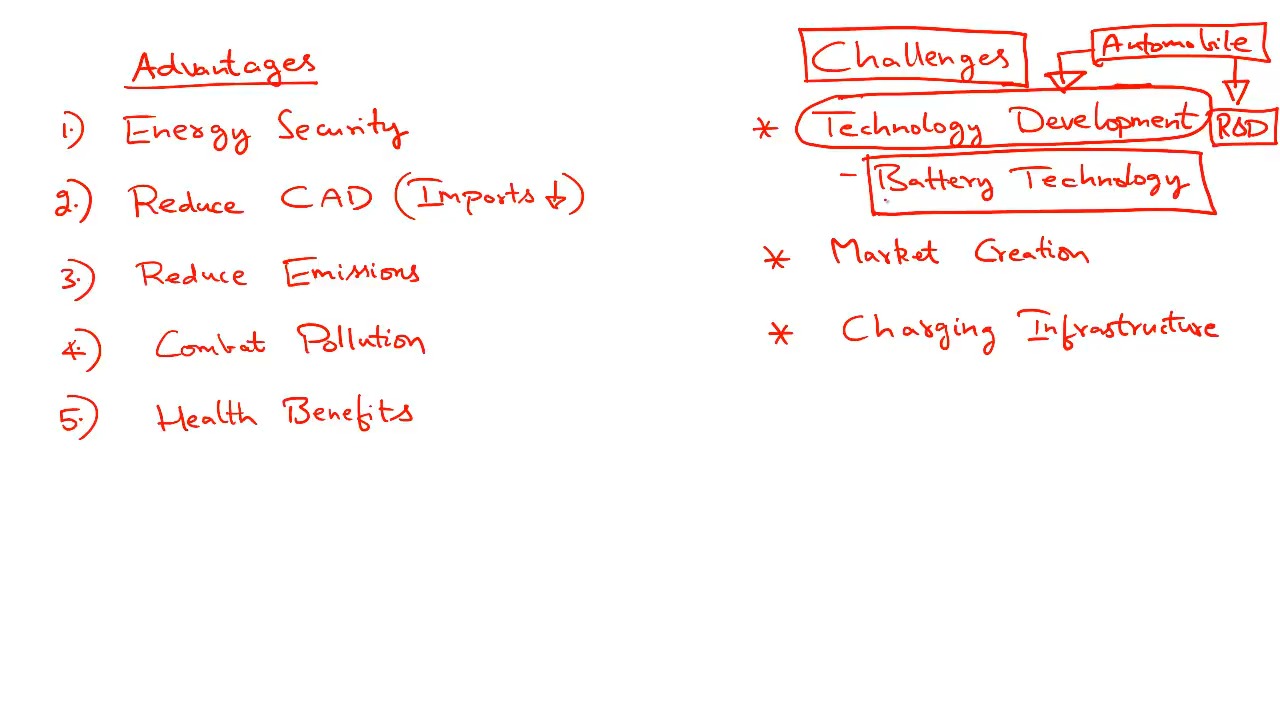 Advantages
1.) Energy Security
2.) Reduce CAD (Imports ↓)
3.) Reduce Emissions
4.) Combat Pollution
5.) Health Benefits
Challenges
Automobile
* Technology Development
R&D
- Battery Technology
* Market Creation
* Charging Infrastructure